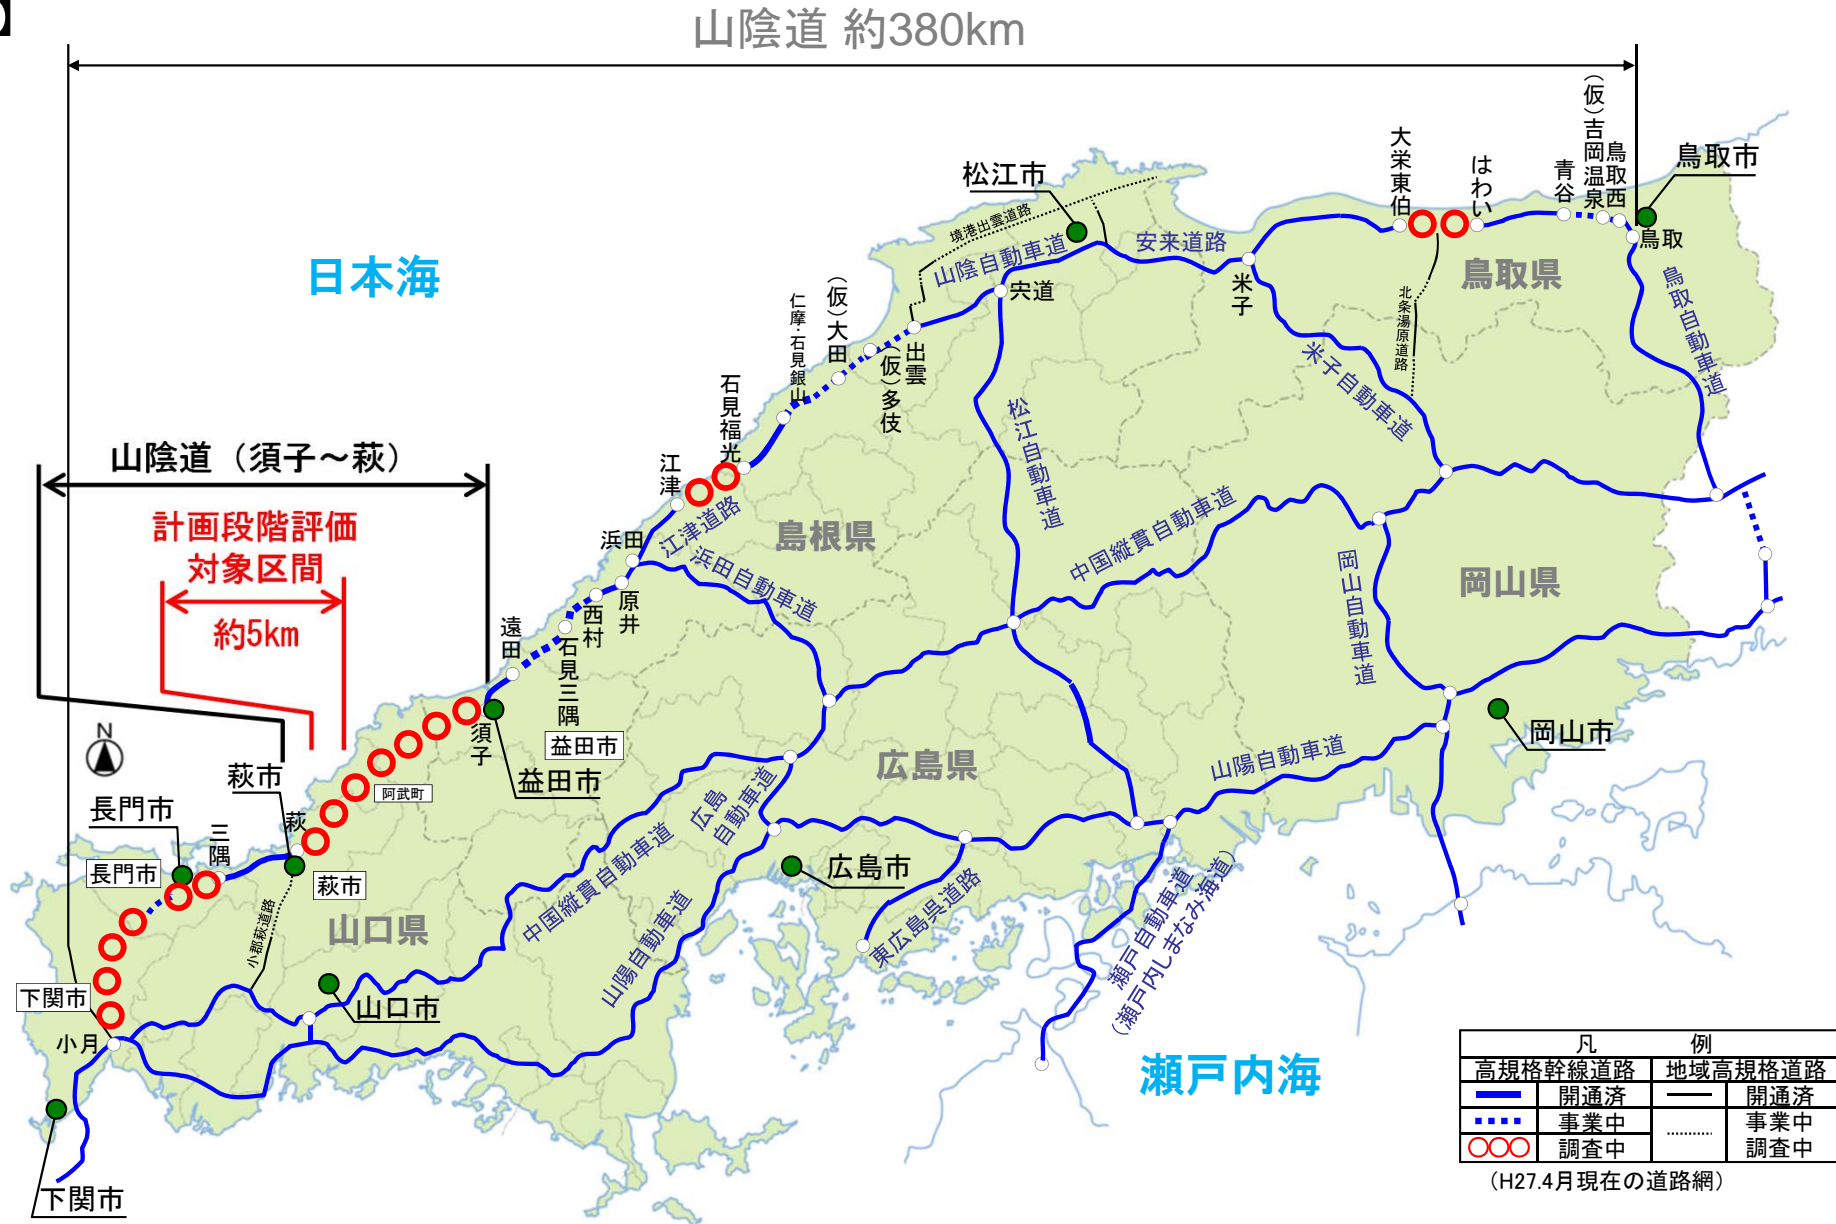 】
山陰道 約380km
(仮)吉岡温泉
鳥取西
青谷
はわい
大栄東伯
鳥取市
鳥取
松江市
境港出雲道路
山陰自動車道
安来道路
米子
鳥取県
鳥取自動車道
日本海
宍道
北条湯原道路
米子自動車道
仁摩・石見銀山
(仮)大田
出雲
(仮)多伎
石見福光
江津
江津道路
松江自動車道
山陰道（須子～萩）
計画段階評価
対象区間
約5km
島根県
浜田
浜田自動車道
中国縦貫自動車道
岡山自動車道
岡山県
原井
西村
石見三隅
遠田
須子
益田市
益田市
岡山市
山陽自動車道
広島県
N
萩市
阿武町
長門市
三隅
萩
長門市
萩市
広島自動車道
中国縦貫自動車道
広島市
東広島呉道路
瀬戸自動車道
(瀬戸内しまなみ海道)
山陽自動車道
小郡萩道路
山口県
下関市
山口市
小月
瀬戸内海
下関市
凡 例
高規格幹線道路 地域高規格道路
開通済 開通済
事業中 事業中
調査中 調査中
（H27.4月現在の道路網）